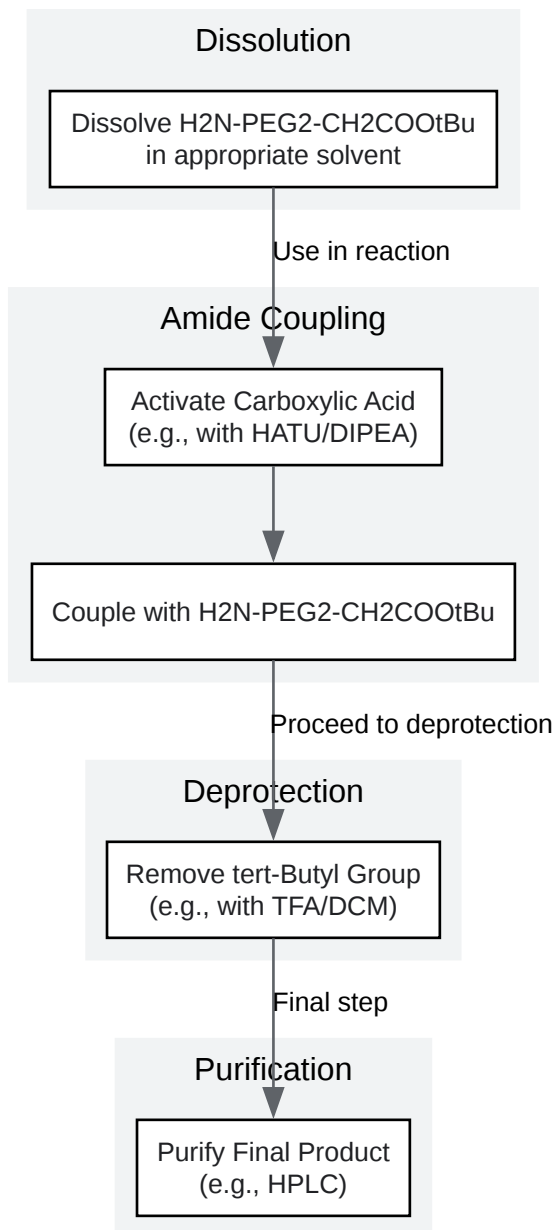 Dissolution
Dissolve H2N-PEG2-CH2COOtBu
in appropriate solvent
Use in reaction
Amide Coupling
Activate Carboxylic Acid
(e.g., with HATU/DIPEA)
Couple with H2N-PEG2-CH2COOtBu
Proceed to deprotection
Deprotection
Remove tert-Butyl Group
(e.g., with TFA/DCM)
Final step
Purification
Purify Final Product
(e.g., HPLC)